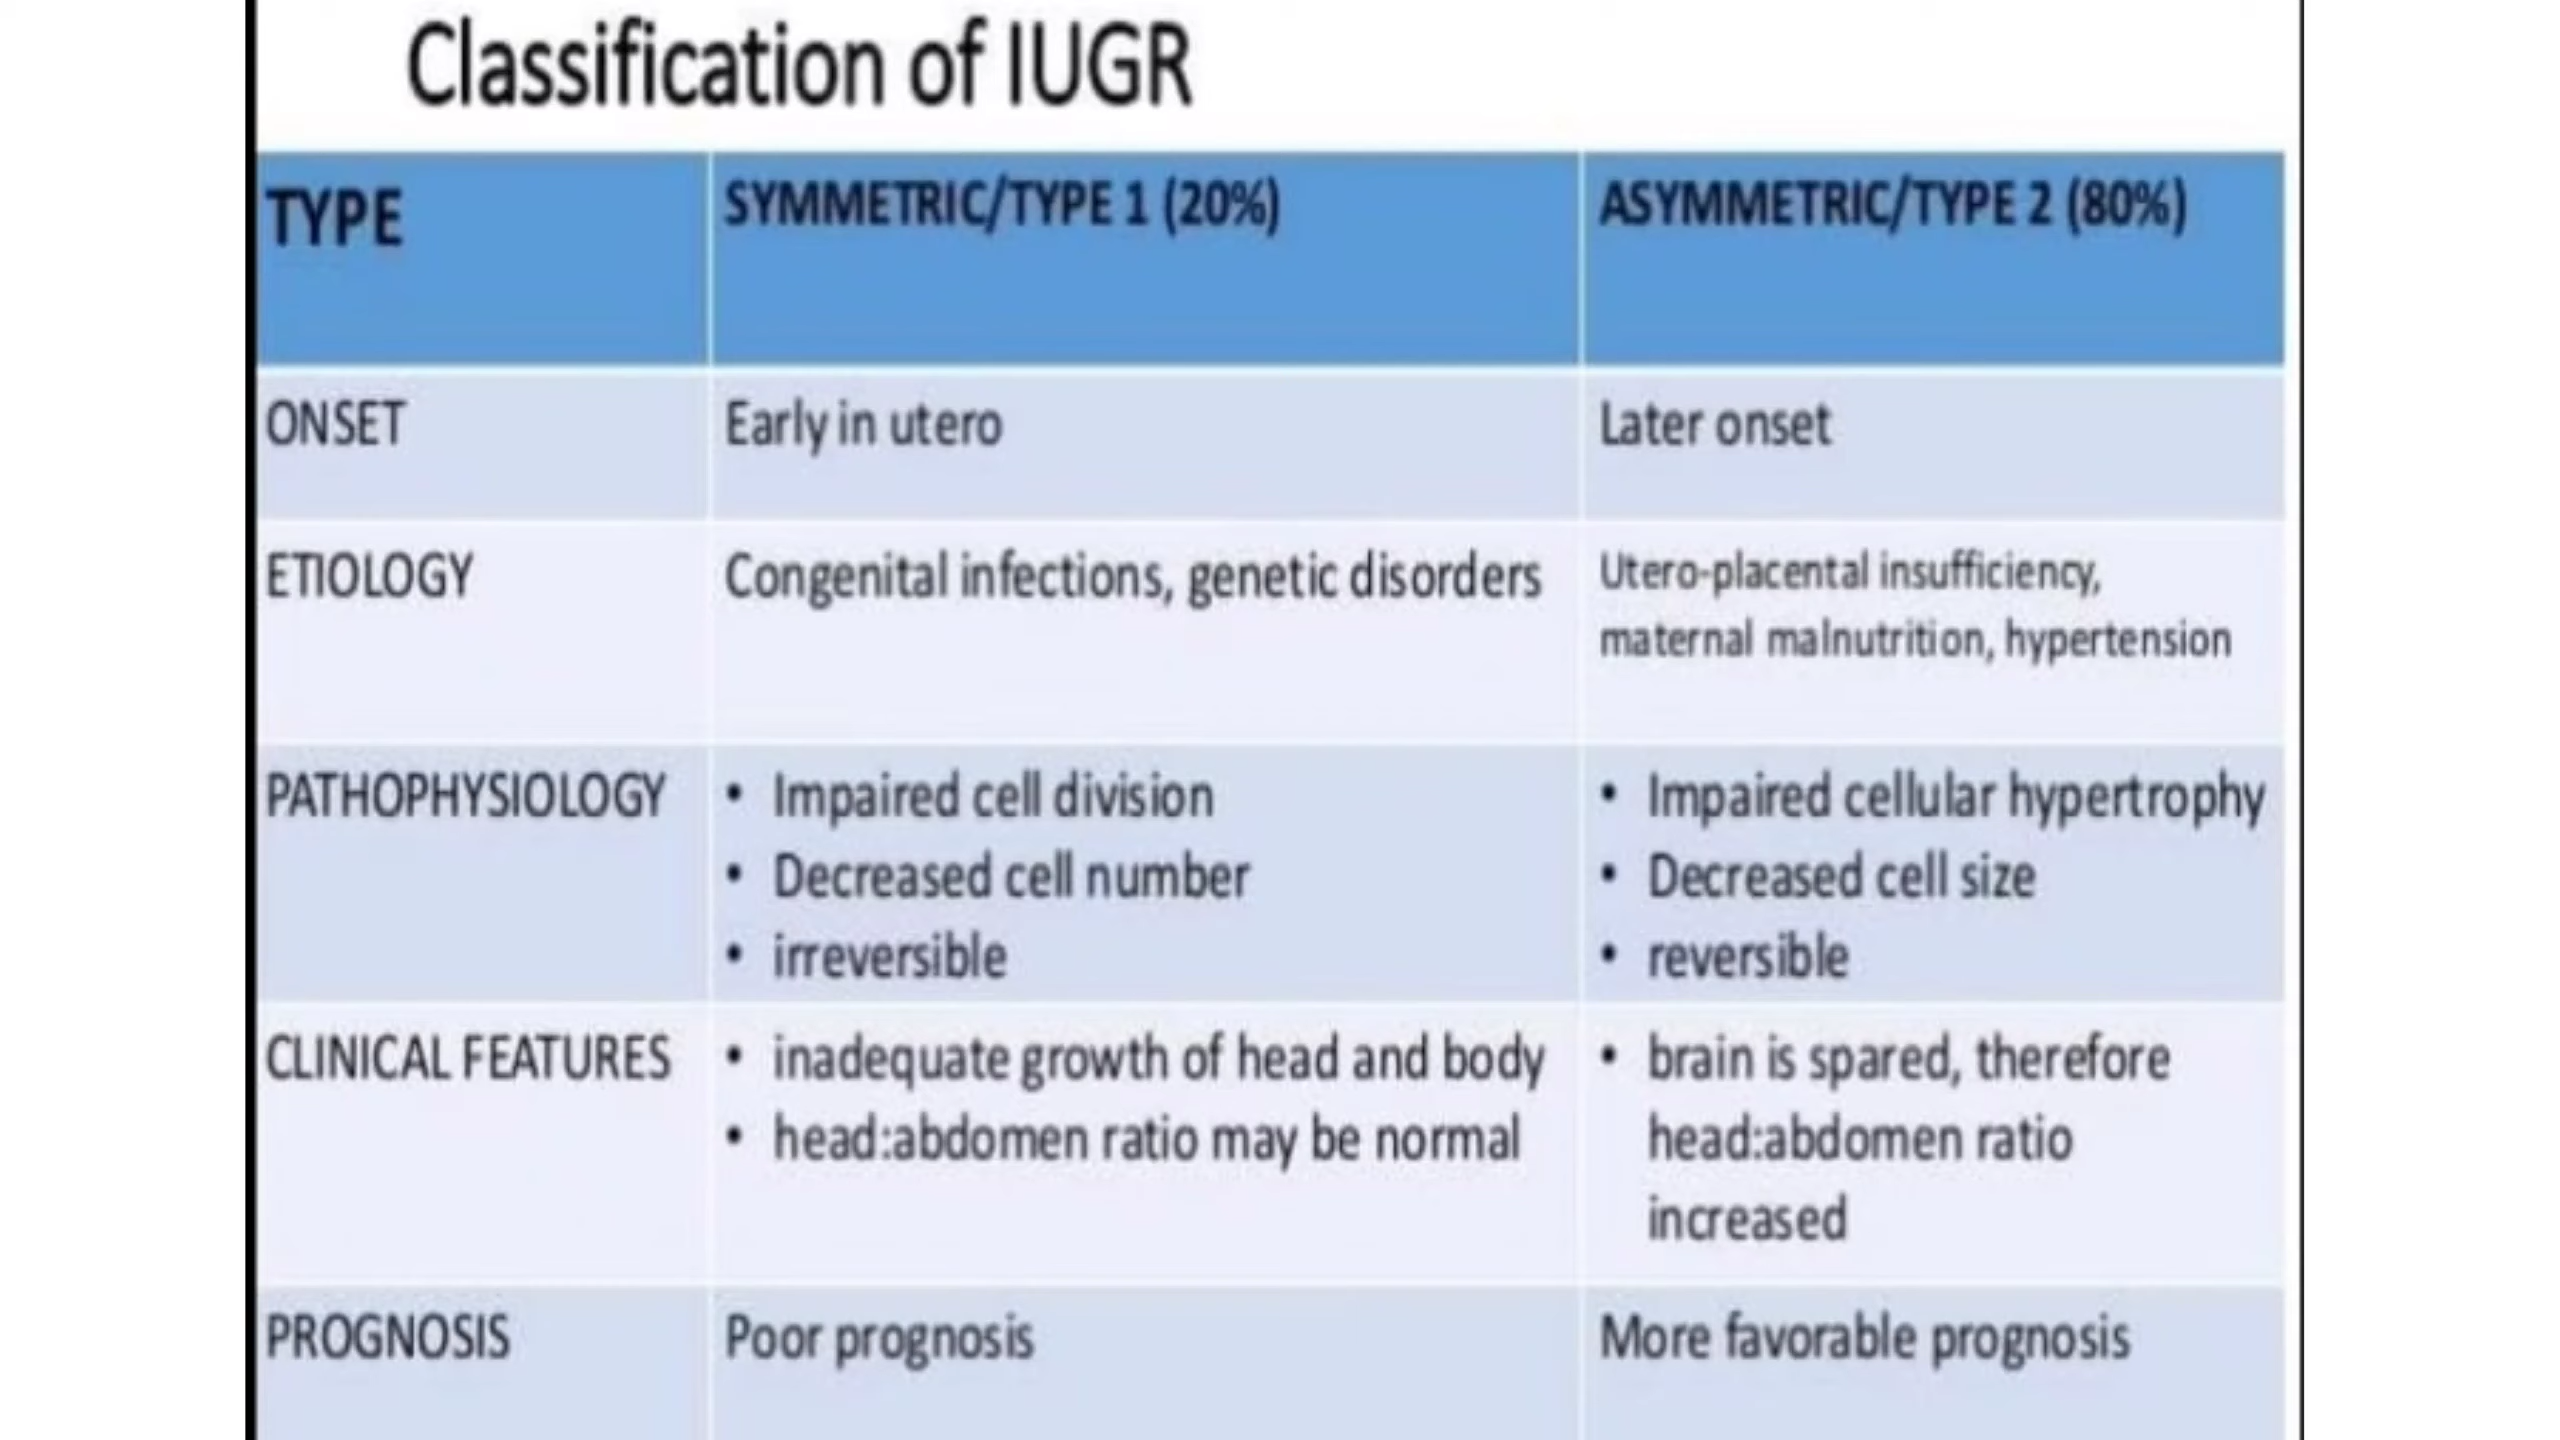 Classification of IUGR
TYPE
SYMMETRIC/TYPE 1 (20%)
ASYMMETRIC/TYPE 2 (80%)
ONSET
Early in utero
Later onset
ETIOLOGY
Congenital infections, genetic disorders
Utero-placental insufficiency,
maternal malnutrition, hypertension
PATHOPHYSIOLOGY
• Impaired cell division
• Decreased cell number
• irreversible
• Impaired cellular hypertrophy
• Decreased cell size
• reversible
CLINICAL FEATURES
• inadequate growth of head and body
• head:abdomen ratio may be normal
• brain is spared, therefore
head:abdomen ratio
increased
PROGNOSIS
Poor prognosis
More favorable prognosis